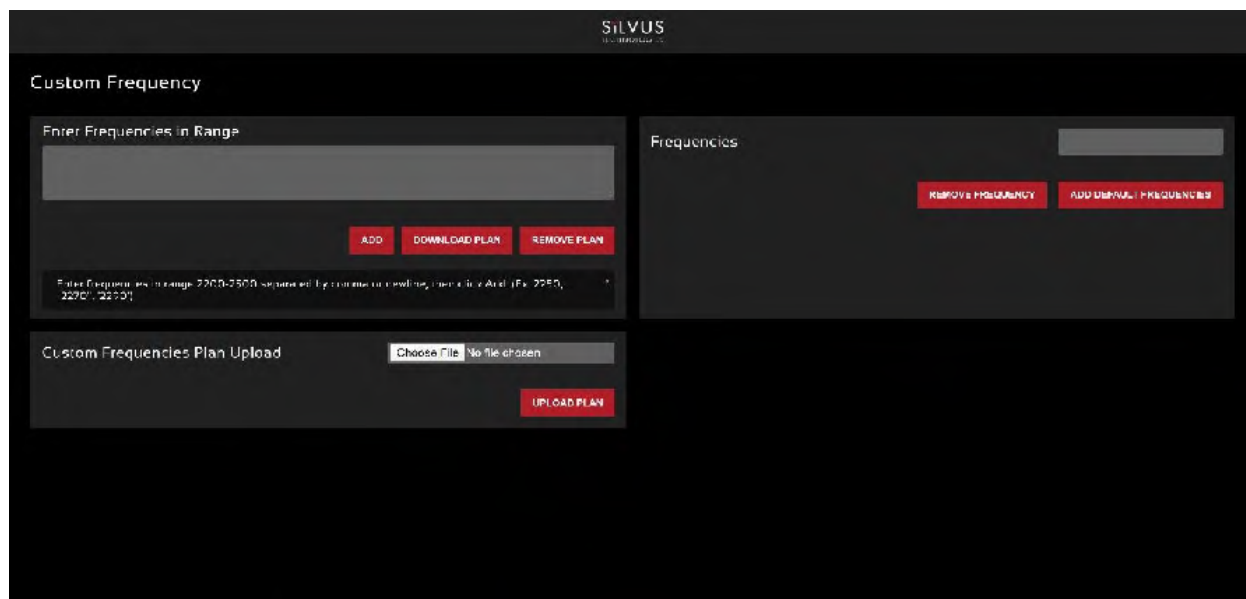 SiLVUS
TECHNOLOGIES
Custom Frequency
Enter Frequencies in Range
ADD
DOWNLOAD PLAN
REMOVE PLAN
Enter frequencies in range 2200-2500 separated by comma or newline, then click Add. (Ex. 2250,
Custom Frequencies Plan Upload
Choose File No file chosen
UPLOAD PLAN
Frequencies
REMOVE FREQUENCY
ADD DEFAULT FREQUENCIES